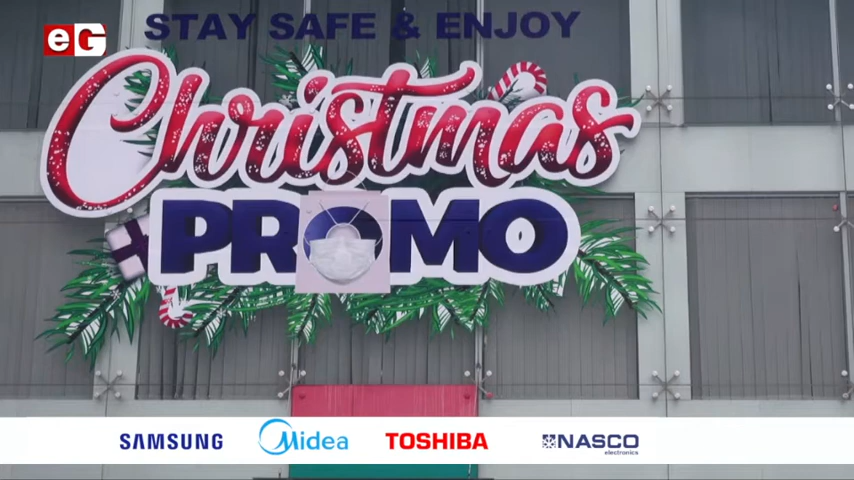 eG
STAY SAFE & ENJOY
Christmas
PROMO
SAMSUNG Midea TOSHIBA NASCO
electronics